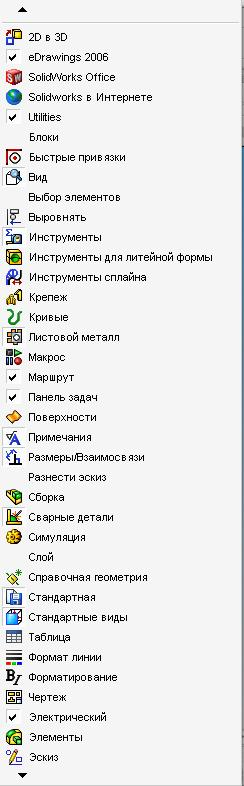 2D в 3D
eDrawings 2006
SolidWorks Office
Solidworks в Интернете
Utilities
Блоки
Быстрые привязки
Вид
Выбор элементов
Выровнять
Инструменты
Инструменты для литейной формы
Инструменты сплайна
Крепеж
Кривые
Листовой металл
Макрос
Маршрут
Панель задач
Поверхности
Примечания
Размеры/Взаимосвязи
Разнести эскиз
Сборка
Сварные детали
Симуляция
Слой
Справочная геометрия
Стандартная
Стандартные виды
Таблица
Формат линии
Форматирование
Чертеж
Электрический
Элементы
Эскиз